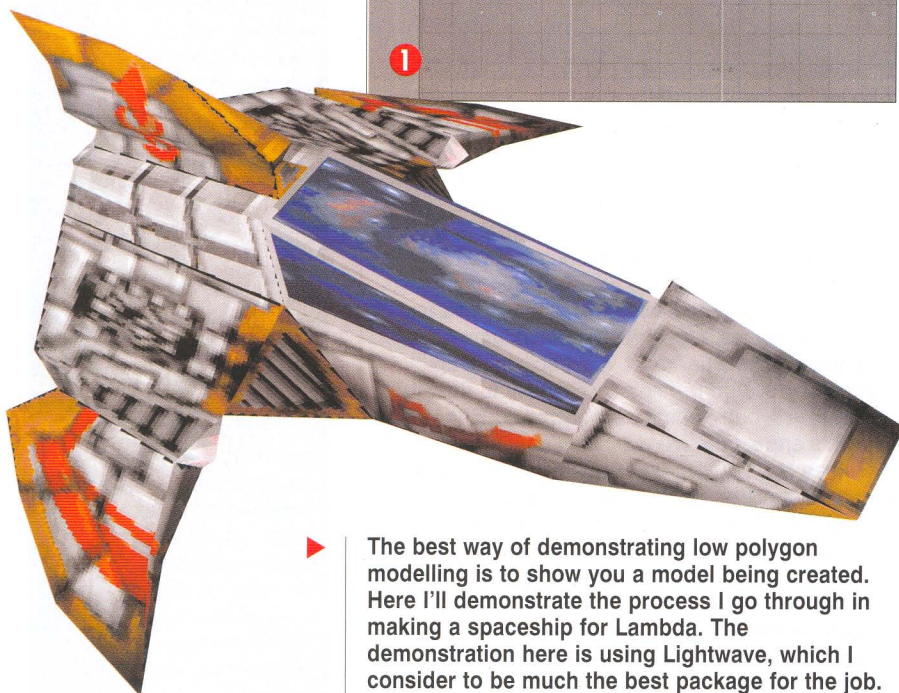 1
The best way of demonstrating low polygon
modelling is to show you a model being created.
Here I'll demonstrate the process I go through in
making a spaceship for Lambda. The
demonstration here is using Lightwave, which I
consider to be much the best package for the job.